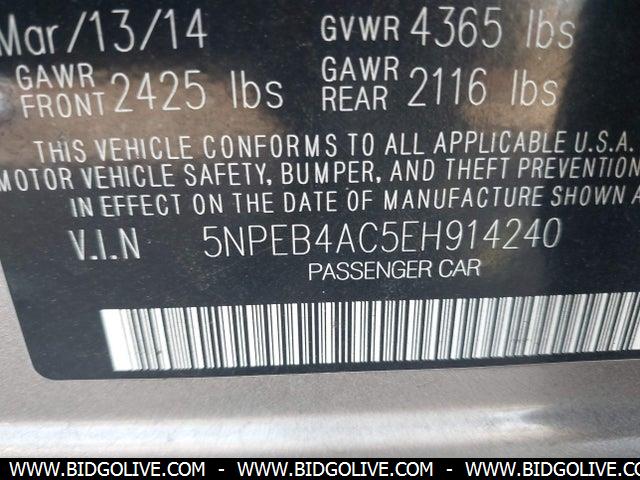 Mar/13/14 GVWR 4365 lbs
GAWR FRONT 2425 lbs GAWR REAR 2116 lbs
THIS VEHICLE CONFORMS TO ALL APPLICABLE U.S.A.
MOTOR VEHICLE SAFETY, BUMPER, AND THEFT PREVENTION
IN EFFECT ON THE DATE OF MANUFACTURE SHOWN A
V.I.N 5NPEB4AC5EH914240
PASSENGER CAR
WWW.BIDGOLIVE.COM - WWW.BIDGOLIVE.COM - WWW.BIDGOLIVE.COM